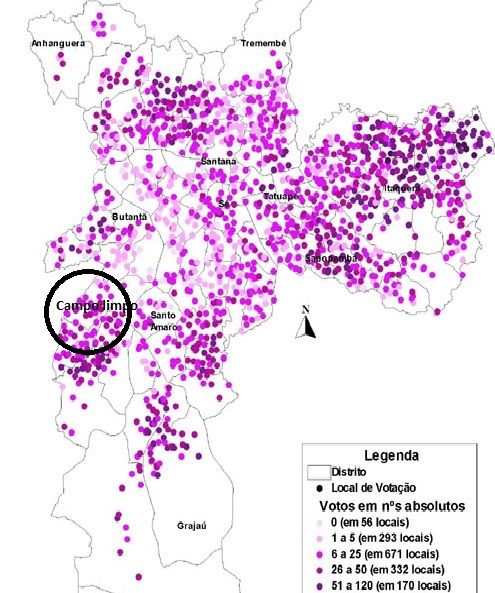 Anhanguera
Tremembé
Santana
Itaquera
Sé
Tatuapé
Butantã
Sapopemba
Campo limpo
Santo
Amaro
N
Grajaú
Legenda
Distrito
Local de Votação
Votos em nºs absolutos
0 (em 56 locais)
1 a 5 (em 293 locais)
6 a 25 (em 671 locais)
26 a 50 (em 332 locais)
51 a 120 (em 170 locais)